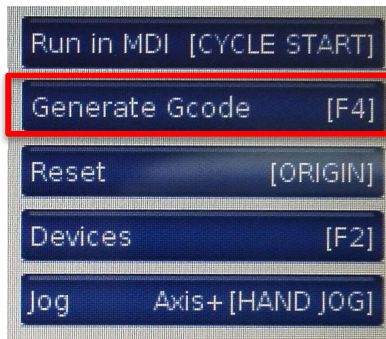 Run in MDI [CYCLE START]
Generate Gcode [F4]
Reset [ORIGIN]
Devices [F2]
Jog Axis+ [HAND JOG]